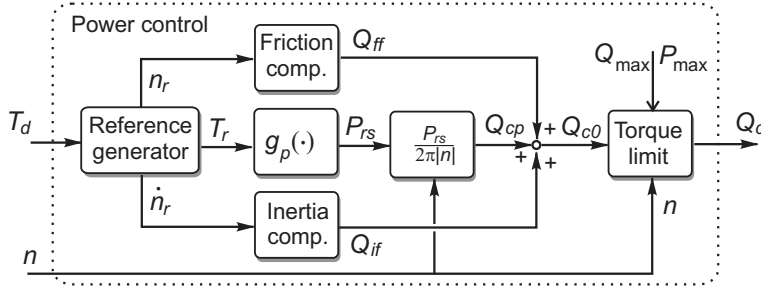 Power control
Friction
comp.
Q_ff
n_r
Q_max P_max
T_d
Reference
generator
T_r
g_p(·)
P_rs
P_rs
2π|n|
Q_cp
+
+
+
Q_c0
Torque
limit
Q_c
ṅ_r
Inertia
comp.
Q_if
n
n